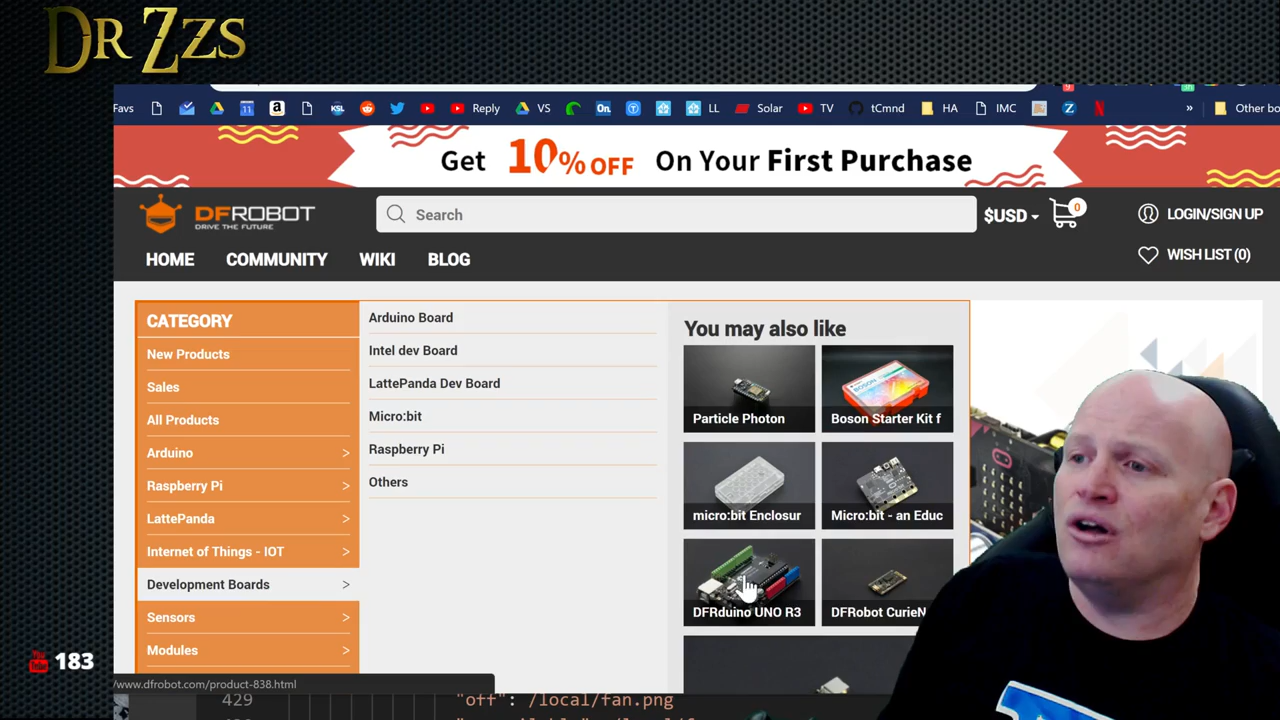 DR ZZS
Favs
KSL
On.
Reply
VS
LL
Solar
TV
tCmnd
HA
IMC
»
Other bo
Get 10% OFF On Your First Purchase
DFROBOT
DRIVE THE FUTURE
Search
$USD
0
LOGIN/SIGN UP
HOME
COMMUNITY
WIKI
BLOG
WISH LIST (0)
CATEGORY
New Products
Sales
All Products
Arduino >
Raspberry Pi >
LattePanda >
Internet of Things - IOT >
Development Boards >
Sensors >
Modules >
Arduino Board
Intel dev Board
LattePanda Dev Board
Micro:bit
Raspberry Pi
Others
You may also like
Particle Photon
Boson Starter Kit f
micro:bit Enclosur
Micro:bit - an Educ
DFRduino UNO R3
DFRobot CurieN
183
www.dfrobot.com/product-838.html
429
"off": /local/fan.png